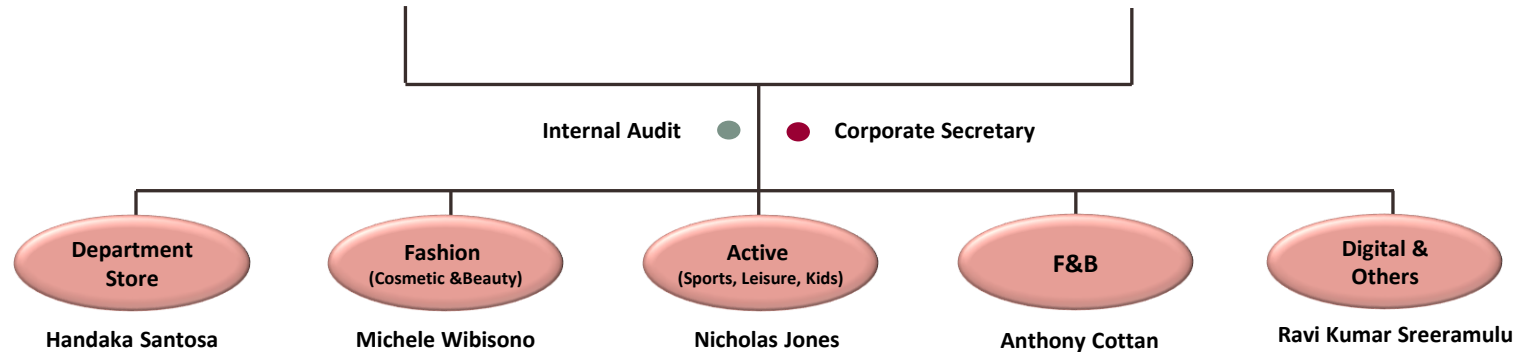 Internal Audit
Corporate Secretary
Department
Store
Fashion
(Cosmetic &Beauty)
Active
(Sports, Leisure, Kids)
F&B
Digital &
Others
Handaka Santosa
Michele Wibisono
Nicholas Jones
Anthony Cottan
Ravi Kumar Sreeramulu